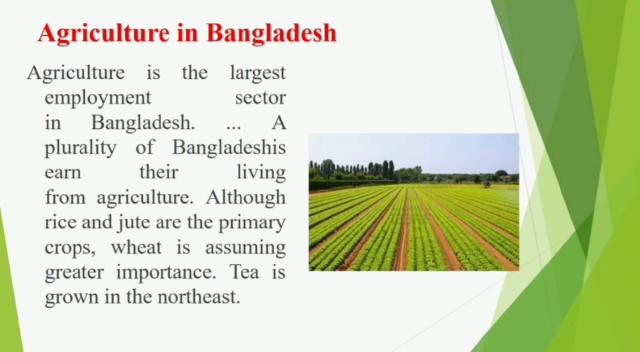 Agriculture in Bangladesh
Agriculture is the largest
employment sector
in Bangladesh. ... A
plurality of Bangladeshis
earn their living
from agriculture. Although
rice and jute are the primary
crops, wheat is assuming
greater importance. Tea is
grown in the northeast.